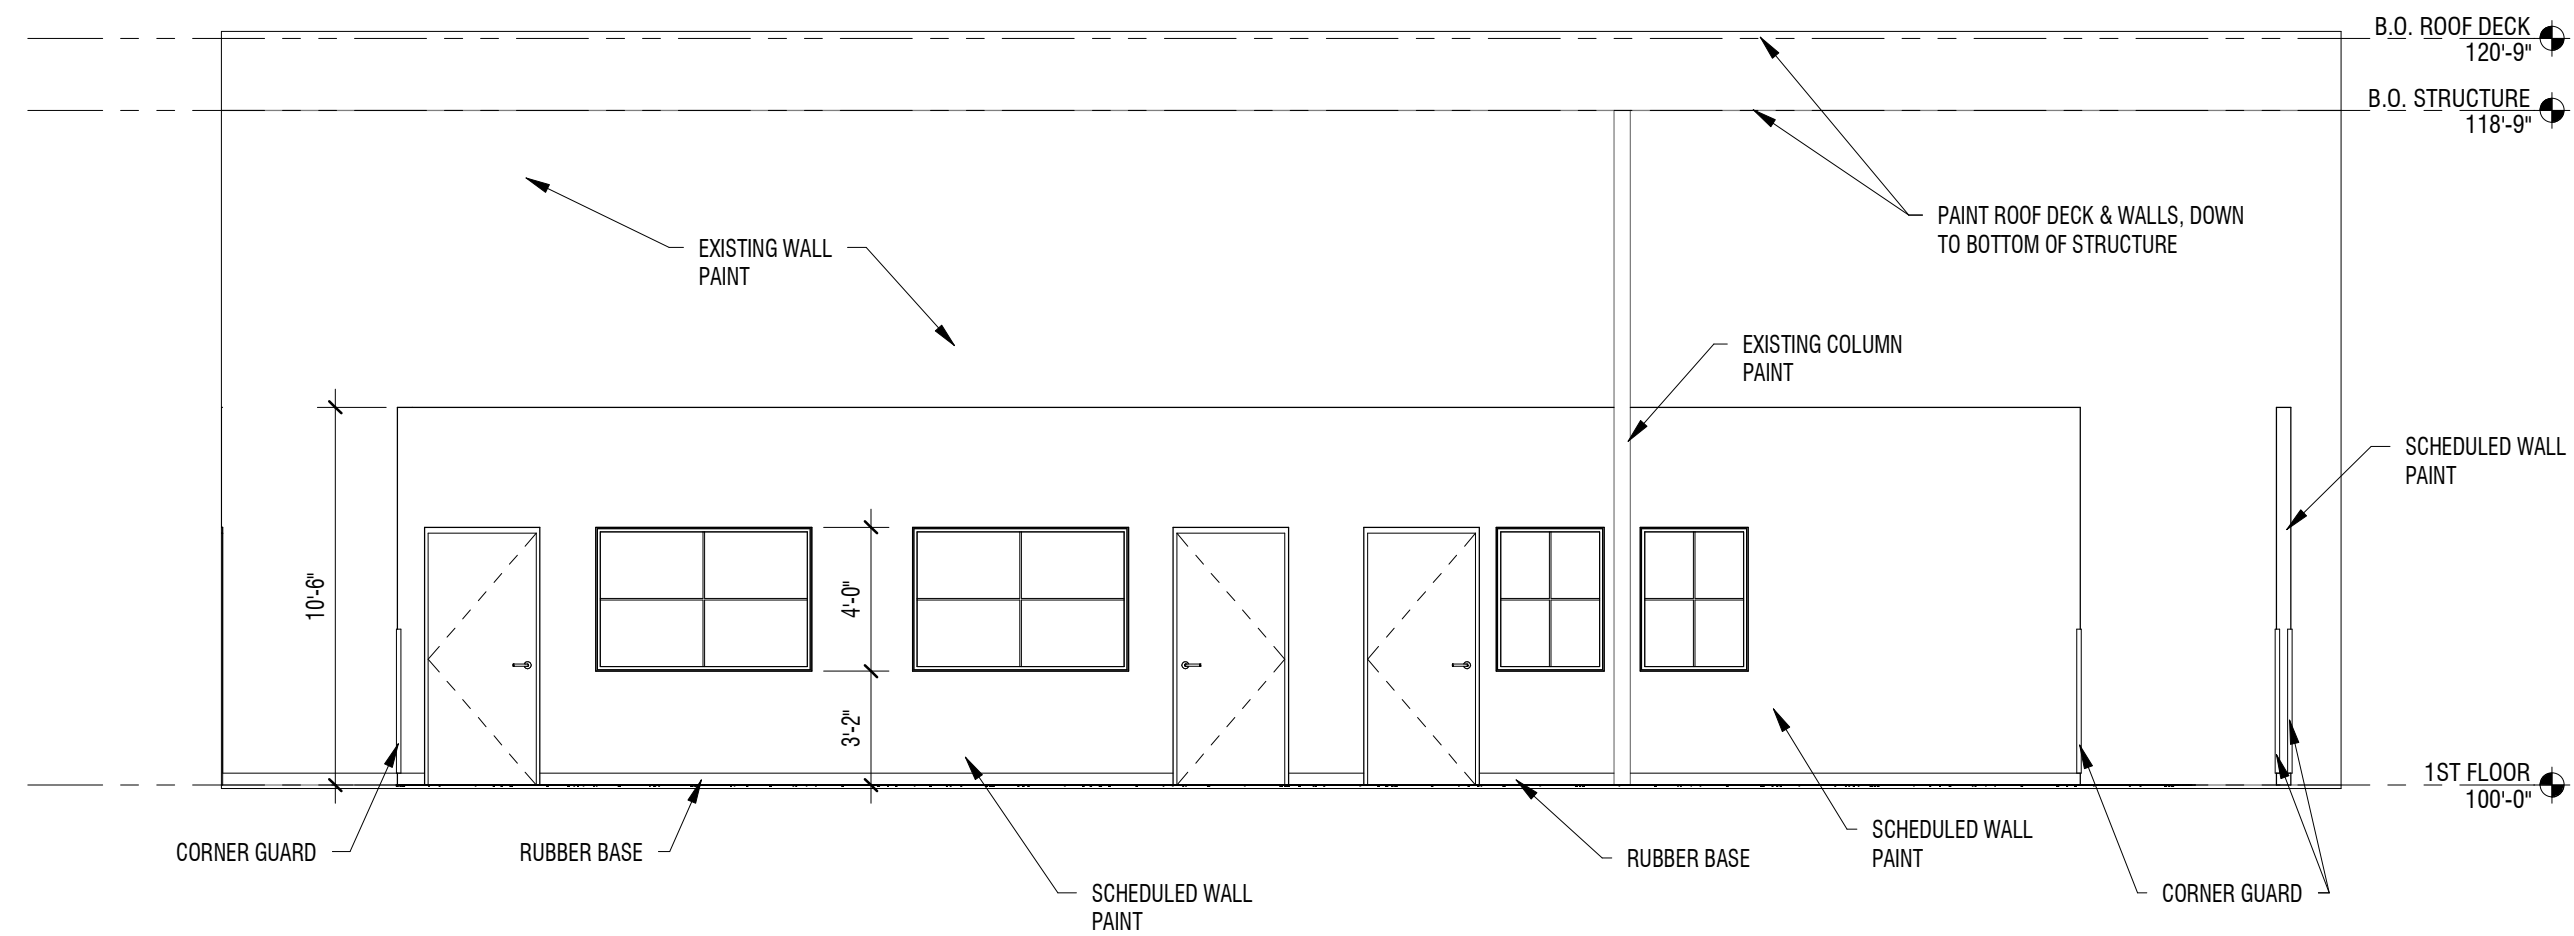 B.O. ROOF DECK
120'-9"
B.O. STRUCTURE
118'-9"
PAINT ROOF DECK & WALLS, DOWN
TO BOTTOM OF STRUCTURE
EXISTING WALL
PAINT
EXISTING COLUMN
PAINT
SCHEDULED WALL
PAINT
10'-6"
4'-0"
3'-2"
1ST FLOOR
100'-0"
CORNER GUARD
RUBBER BASE
SCHEDULED WALL
PAINT
RUBBER BASE
SCHEDULED WALL
PAINT
CORNER GUARD